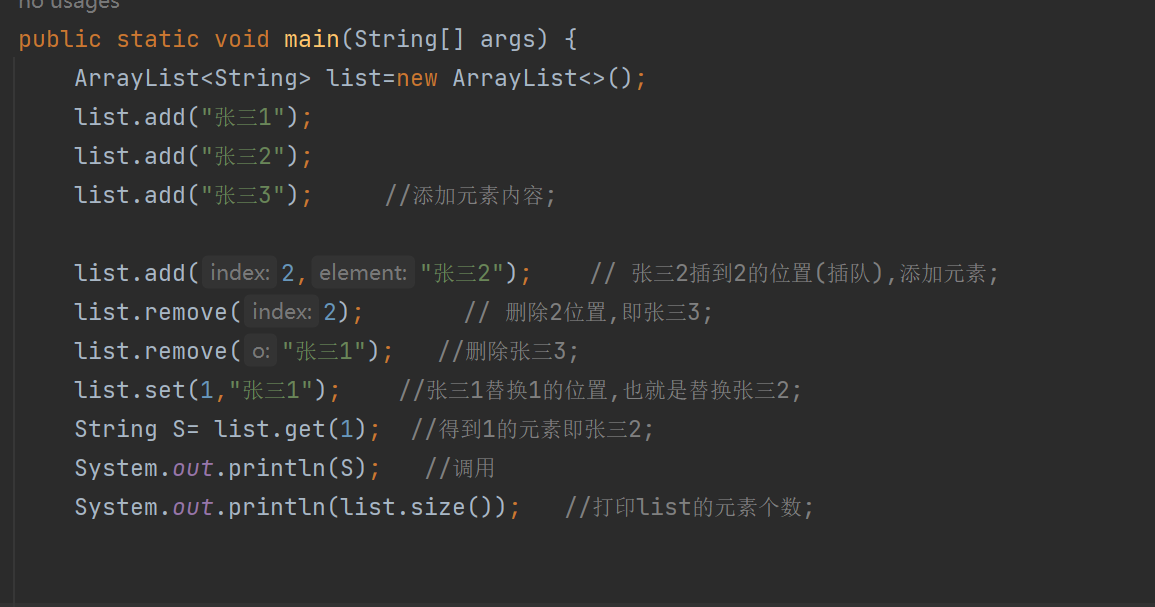 no usages
public static void main(String[] args) {
ArrayList<String> list=new ArrayList<>();
list.add("张三1");
list.add("张三2");
list.add("张三3");     //添加元素内容;
list.add( index: 2, element: "张三2");    // 张三2插到2的位置(插队),添加元素;
list.remove( index: 2);       // 删除2位置,即张三3;
list.remove( o: "张三1");   //删除张三3;
list.set(1,"张三1");    //张三1替换1的位置,也就是替换张三2;
String S= list.get(1);  //得到1的元素即张三2;
System.out.println(S);   //调用
System.out.println(list.size());   //打印list的元素个数;